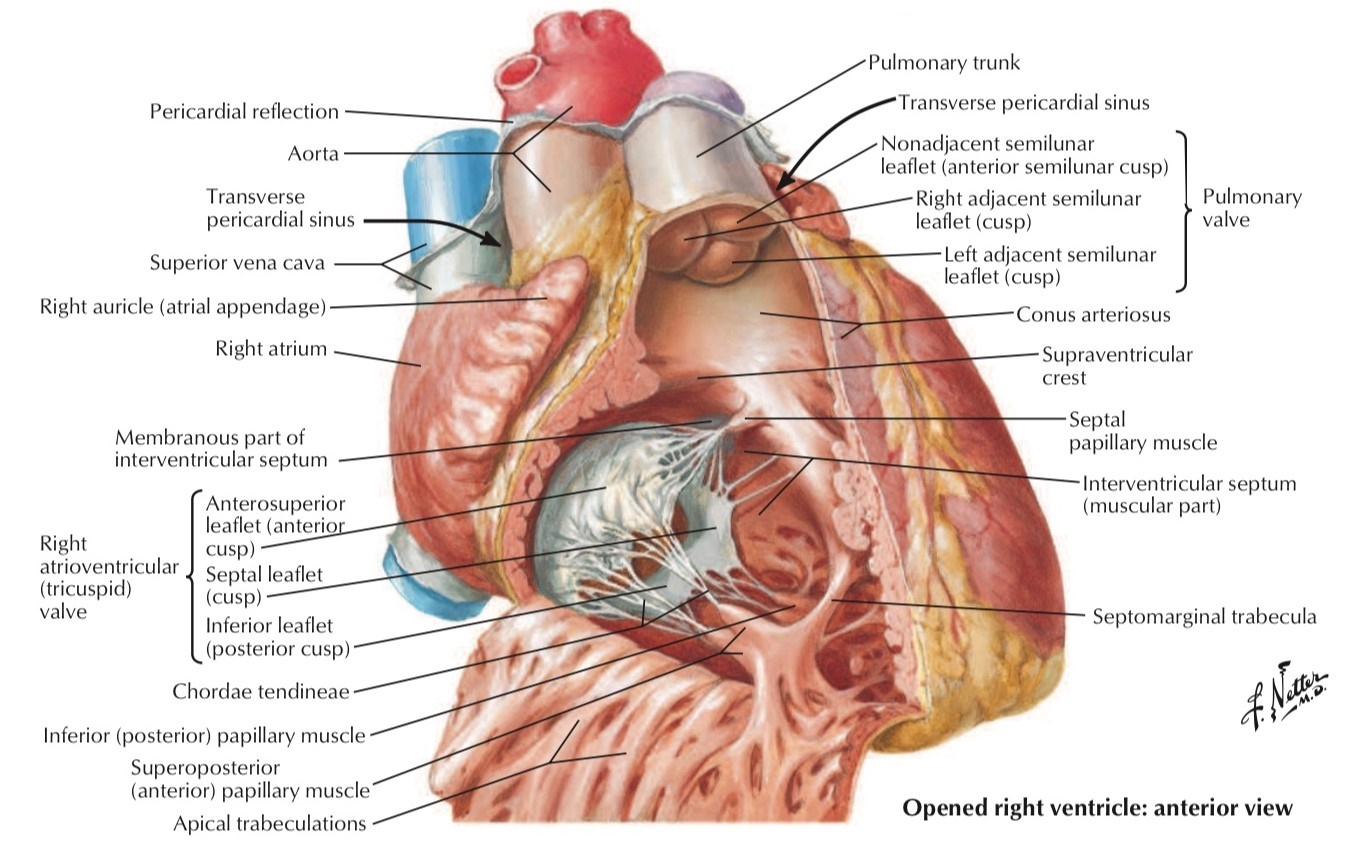 Pericardial reflection
Aorta
Transverse
pericardial sinus
Superior vena cava
Right auricle (atrial appendage)
Right atrium
Membranous part of
interventricular septum
Right
atrioventricular
(tricuspid)
valve
Anterosuperior
leaflet (anterior
cusp)
Septal leaflet
(cusp)
Inferior leaflet
(posterior cusp)
Chordae tendineae
Inferior (posterior) papillary muscle
Superoposterior
(anterior) papillary muscle
Apical trabeculations
Pulmonary trunk
Transverse pericardial sinus
Nonadjacent semilunar
leaflet (anterior semilunar cusp)
Right adjacent semilunar
leaflet (cusp)
Left adjacent semilunar
leaflet (cusp)
Pulmonary
valve
Conus arteriosus
Supraventricular
crest
Septal
papillary muscle
Interventricular septum
(muscular part)
Septomarginal trabecula
F. Netter
M.D.
Opened right ventricle: anterior view